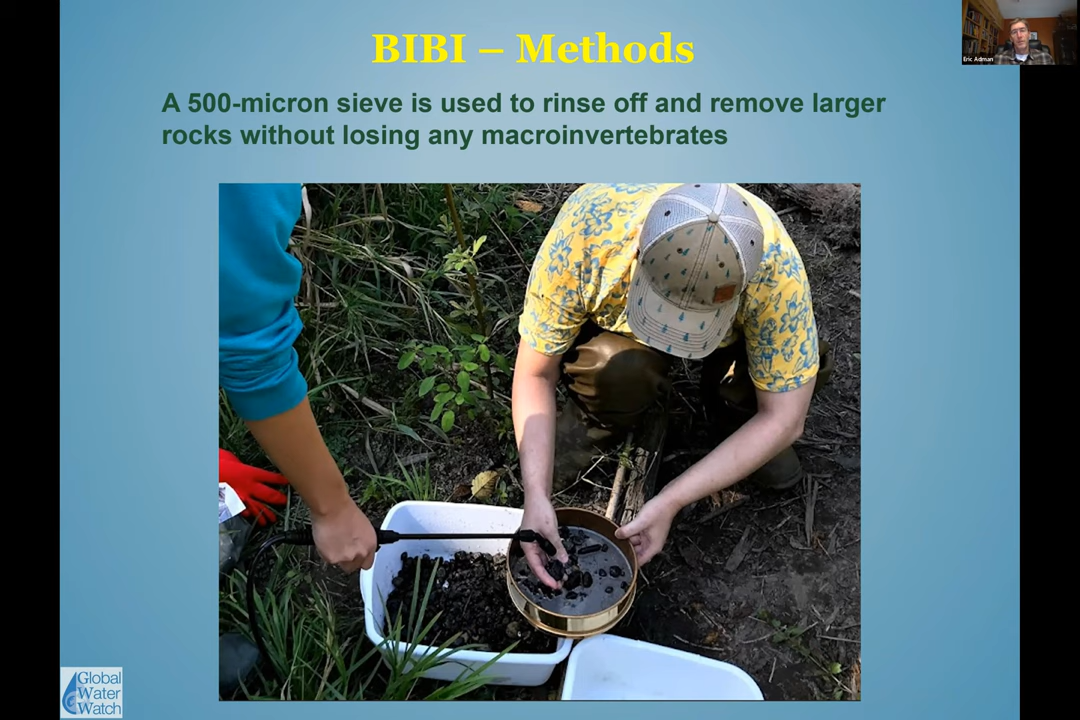 BIBI – Methods
Eric Adman
A 500-micron sieve is used to rinse off and remove larger
rocks without losing any macroinvertebrates
Global
Water
Watch